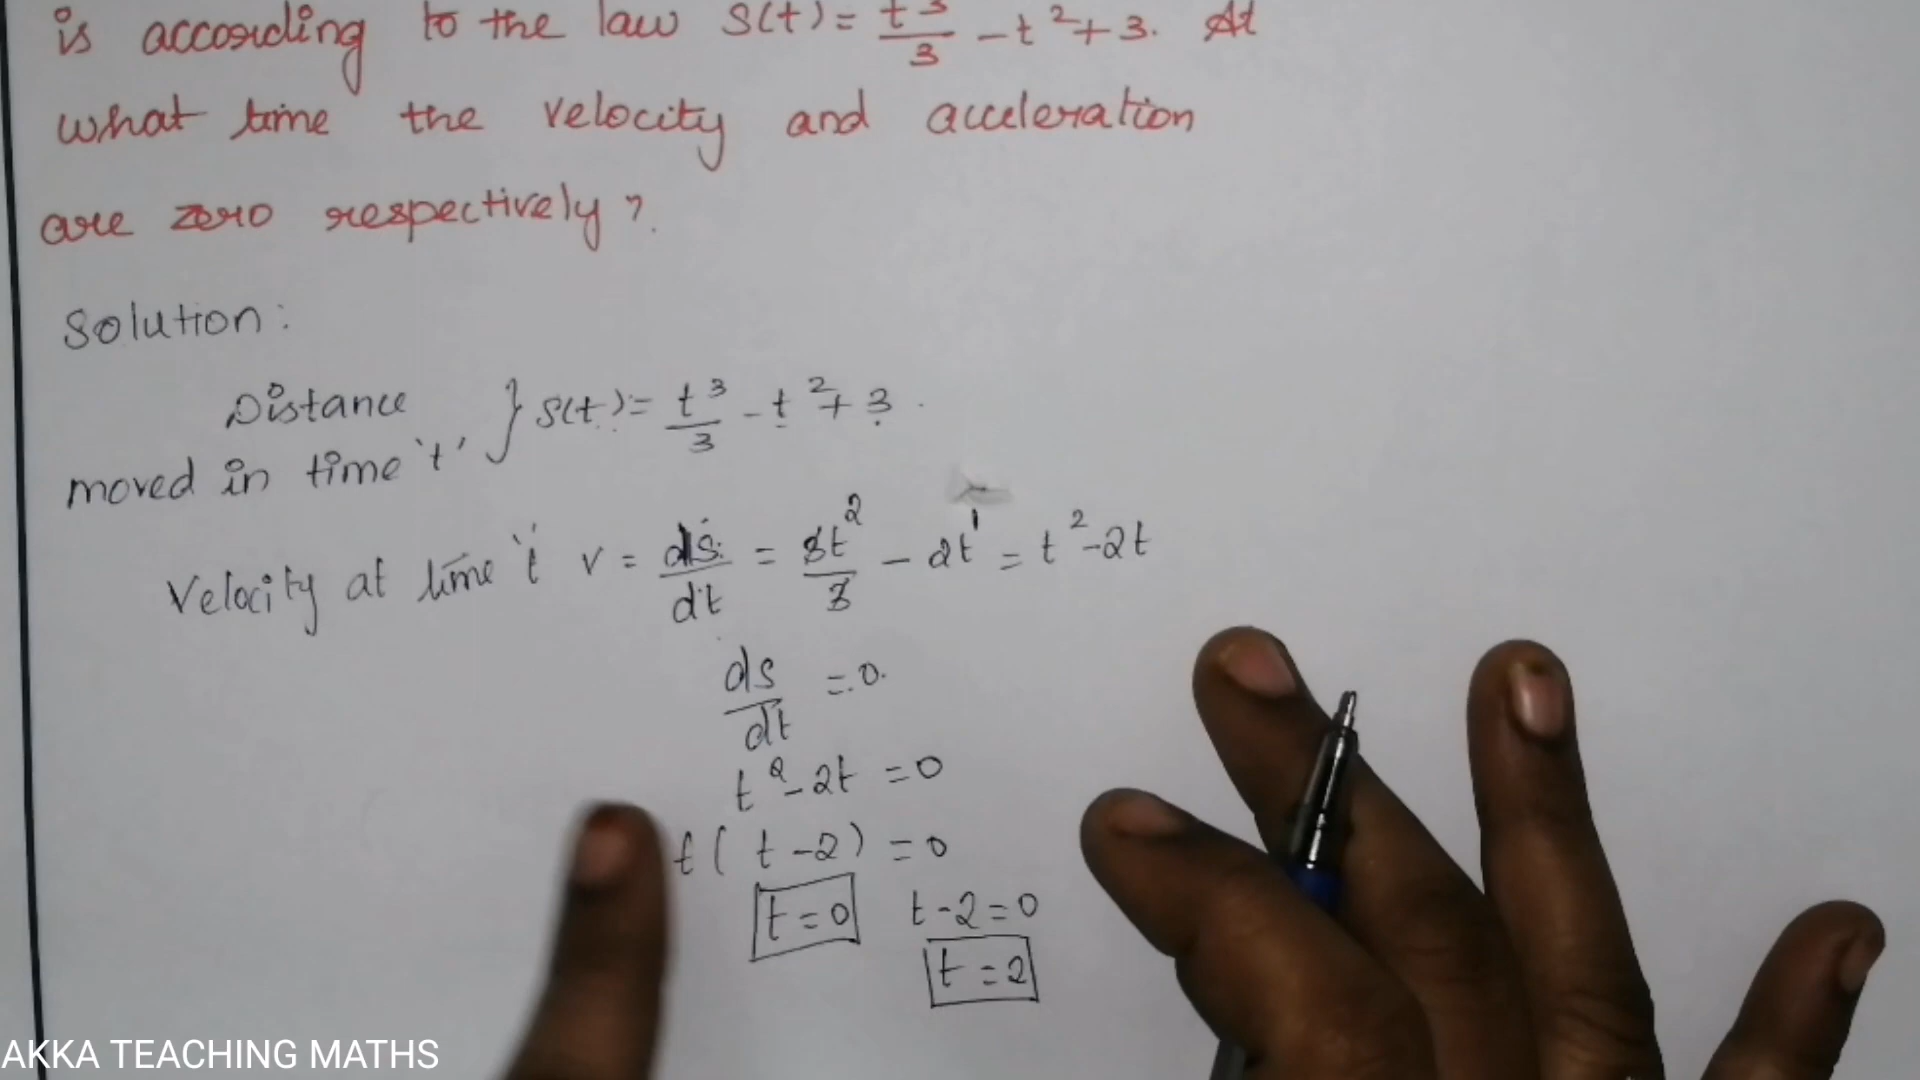 is according to the law S(t) = t³/3 - t² + 3. At
what time the velocity and acceleration
are zero respectively?
Solution:
Distance
moved in time 't' } S(t) = t³/3 - t² + 3.
Velocity at time 't' v = ds/dt = 3t²/3 - 2t¹ = t² - 2t
ds/dt = 0.
t² - 2t = 0
t(t - 2) = 0
t = 0 t - 2 = 0
t = 2
AKKA TEACHING MATHS